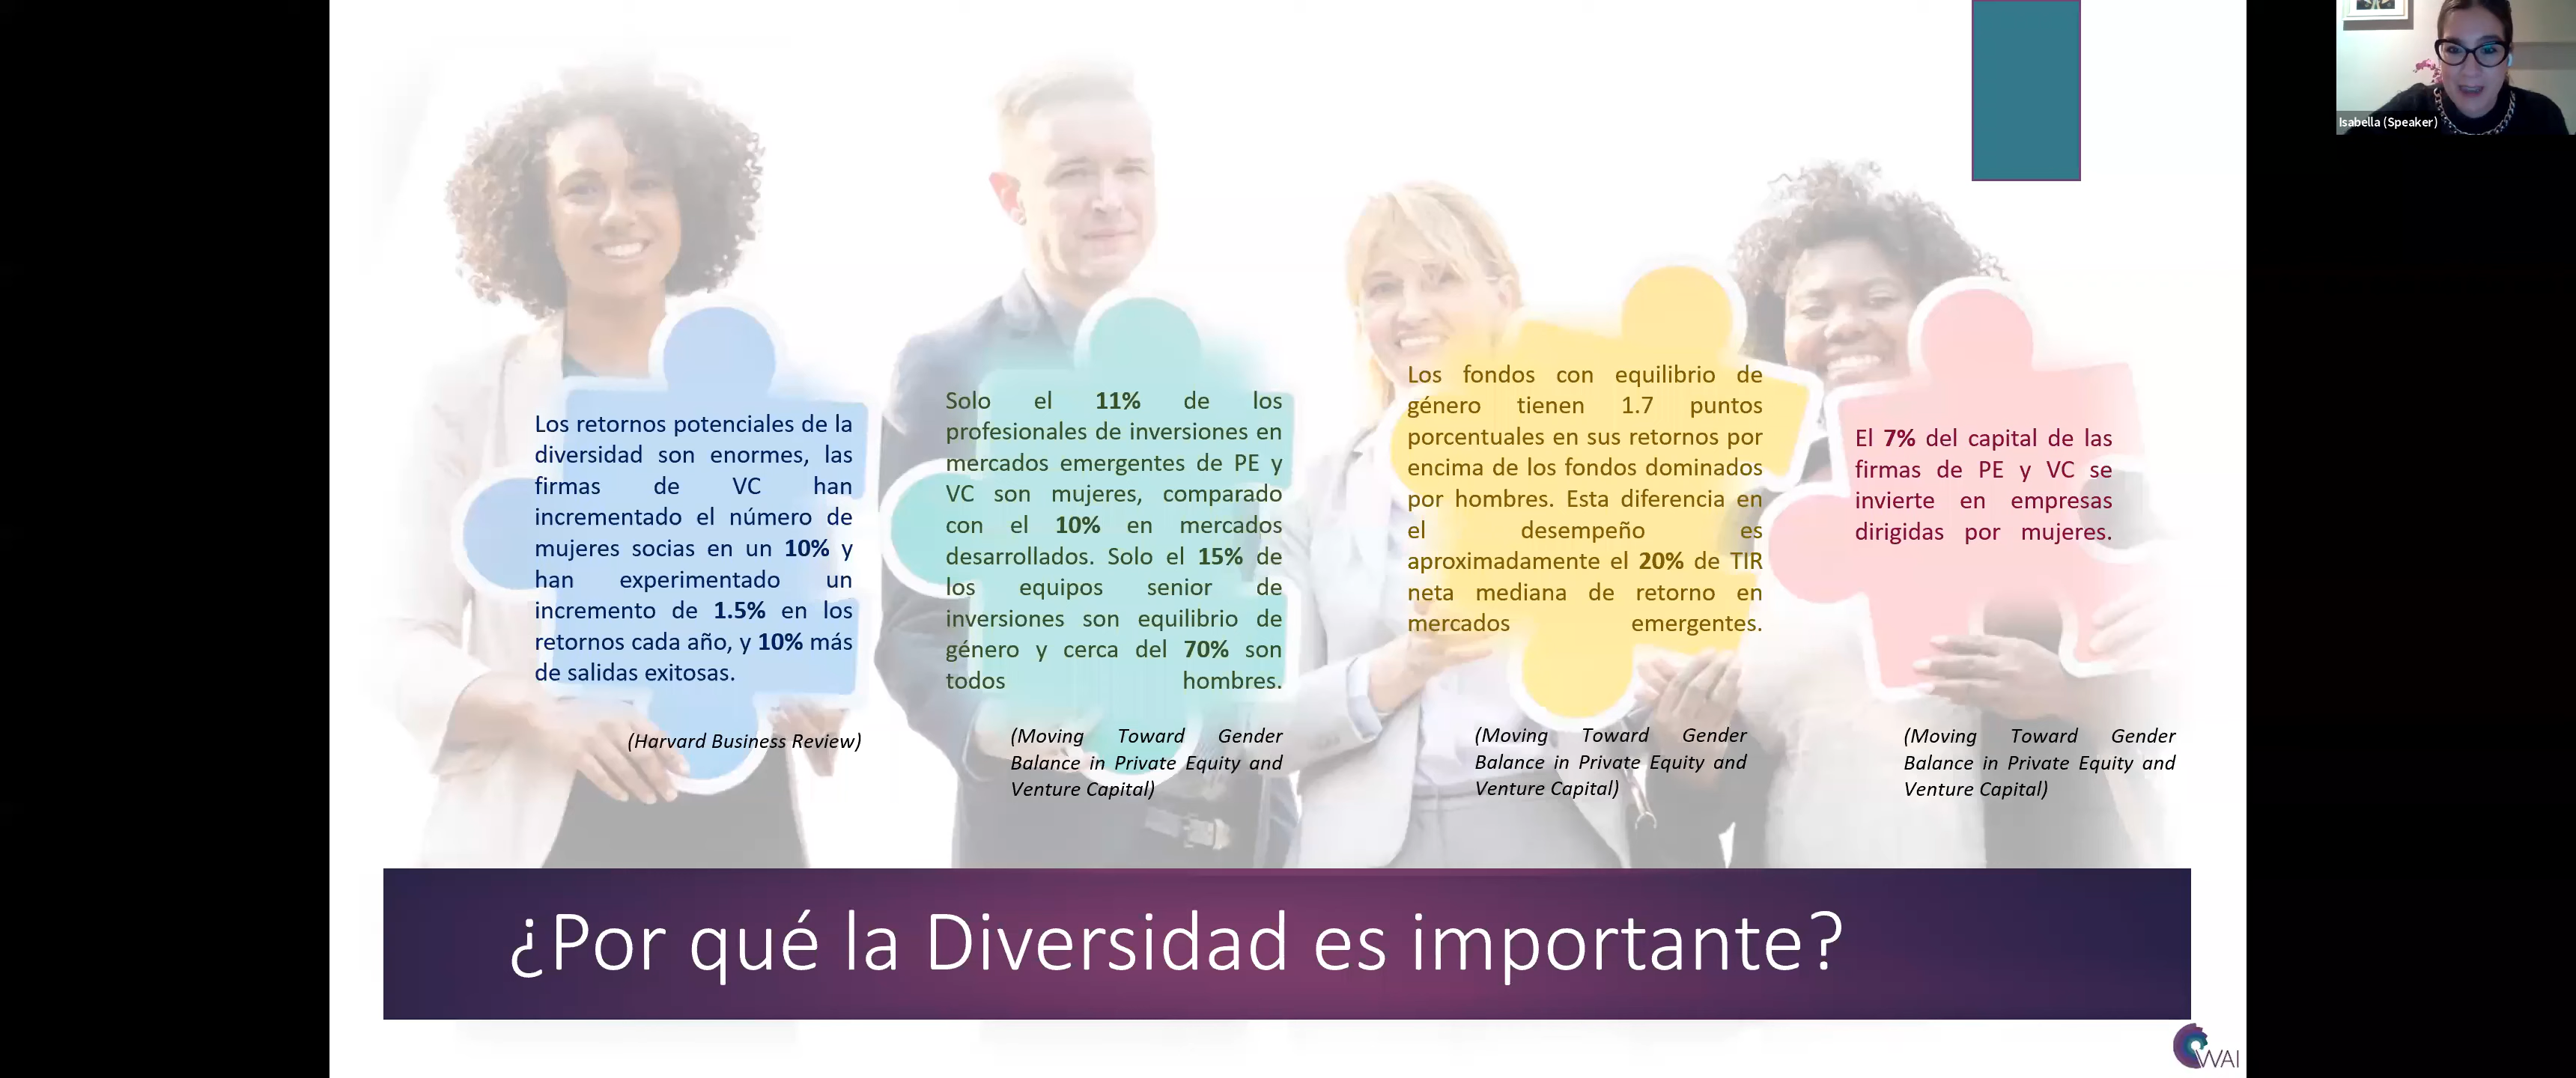 Isabella (Speaker)
Los retornos potenciales de la
diversidad son enormes, las
firmas de VC han
incrementado el número de
mujeres socias en un 10% y
han experimentado un
incremento de 1.5% en los
retornos cada año, y 10% más
de salidas exitosas.
(Harvard Business Review)
Solo el 11% de los
profesionales de inversiones en
mercados emergentes de PE y
VC son mujeres, comparado
con el 10% en mercados
desarrollados. Solo el 15% de
los equipos senior de
inversiones son equilibrio de
género y cerca del 70% son
todos hombres.
(Moving Toward Gender
Balance in Private Equity and
Venture Capital)
Los fondos con equilibrio de
género tienen 1.7 puntos
porcentuales en sus retornos por
encima de los fondos dominados
por hombres. Esta diferencia en
el desempeño es
aproximadamente el 20% de TIR
neta mediana de retorno en
mercados emergentes.
(Moving Toward Gender
Balance in Private Equity and
Venture Capital)
El 7% del capital de las
firmas de PE y VC se
invierte en empresas
dirigidas por mujeres.
(Moving Toward Gender
Balance in Private Equity and
Venture Capital)
¿Por qué la Diversidad es importante?
WAI